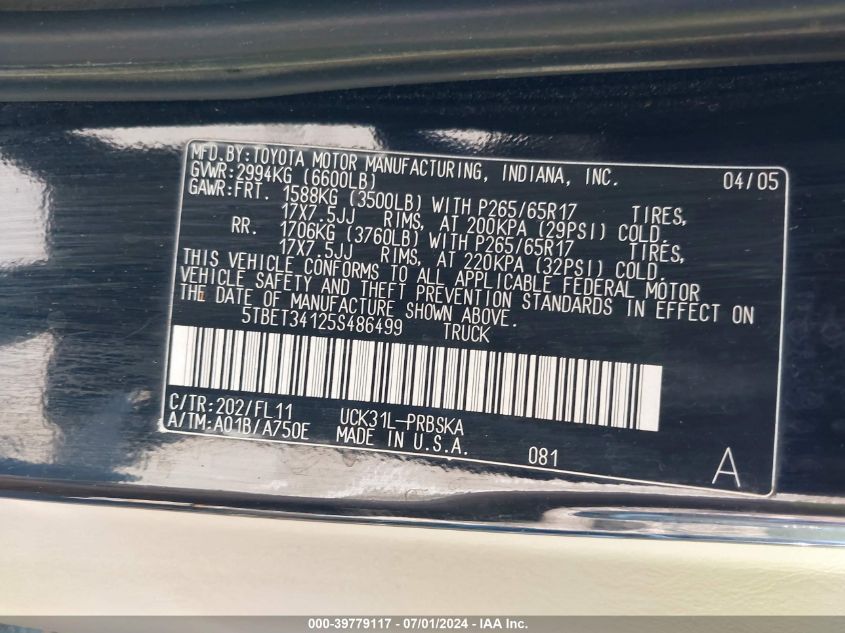 MFD.BY:TOYOTA MOTOR MANUFACTURING, INDIANA, INC. 04/05
GVWR:2994KG (6600LB)
GAWR:FRT. 1588KG (3500LB) WITH P265/65R17 TIRES,
17X7.5JJ RIMS, AT 200KPA (29PSI) COLD.
RR. 1706KG (3760LB) WITH P265/65R17 TIRES,
17X7.5JJ RIMS, AT 220KPA (32PSI) COLD.
THIS VEHICLE CONFORMS TO ALL APPLICABLE FEDERAL MOTOR
VEHICLE SAFETY AND THEFT PREVENTION STANDARDS IN EFFECT ON
THE DATE OF MANUFACTURE SHOWN ABOVE.
5TBET34125S486499 TRUCK
C/TR:202/FL11 UCK31L-PRBSKA
A/TM:A01B/A750E MADE IN U.S.A. 081 A
000-39779117 - 07/01/2024 - IAA Inc.